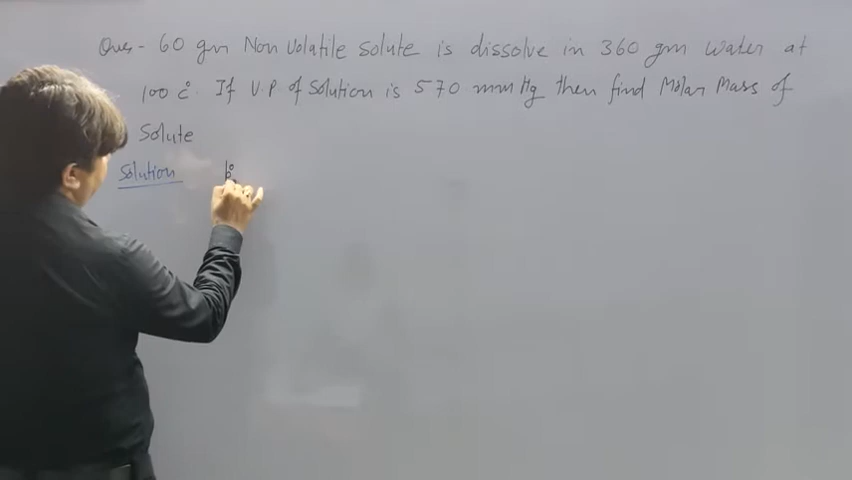 Ques - 60 gm Non volatile solute is dissolve in 360 gm water at
100 c°. If V.P of solution is 570 mm Hg then find Molar Mass of
Solute
Solution P°